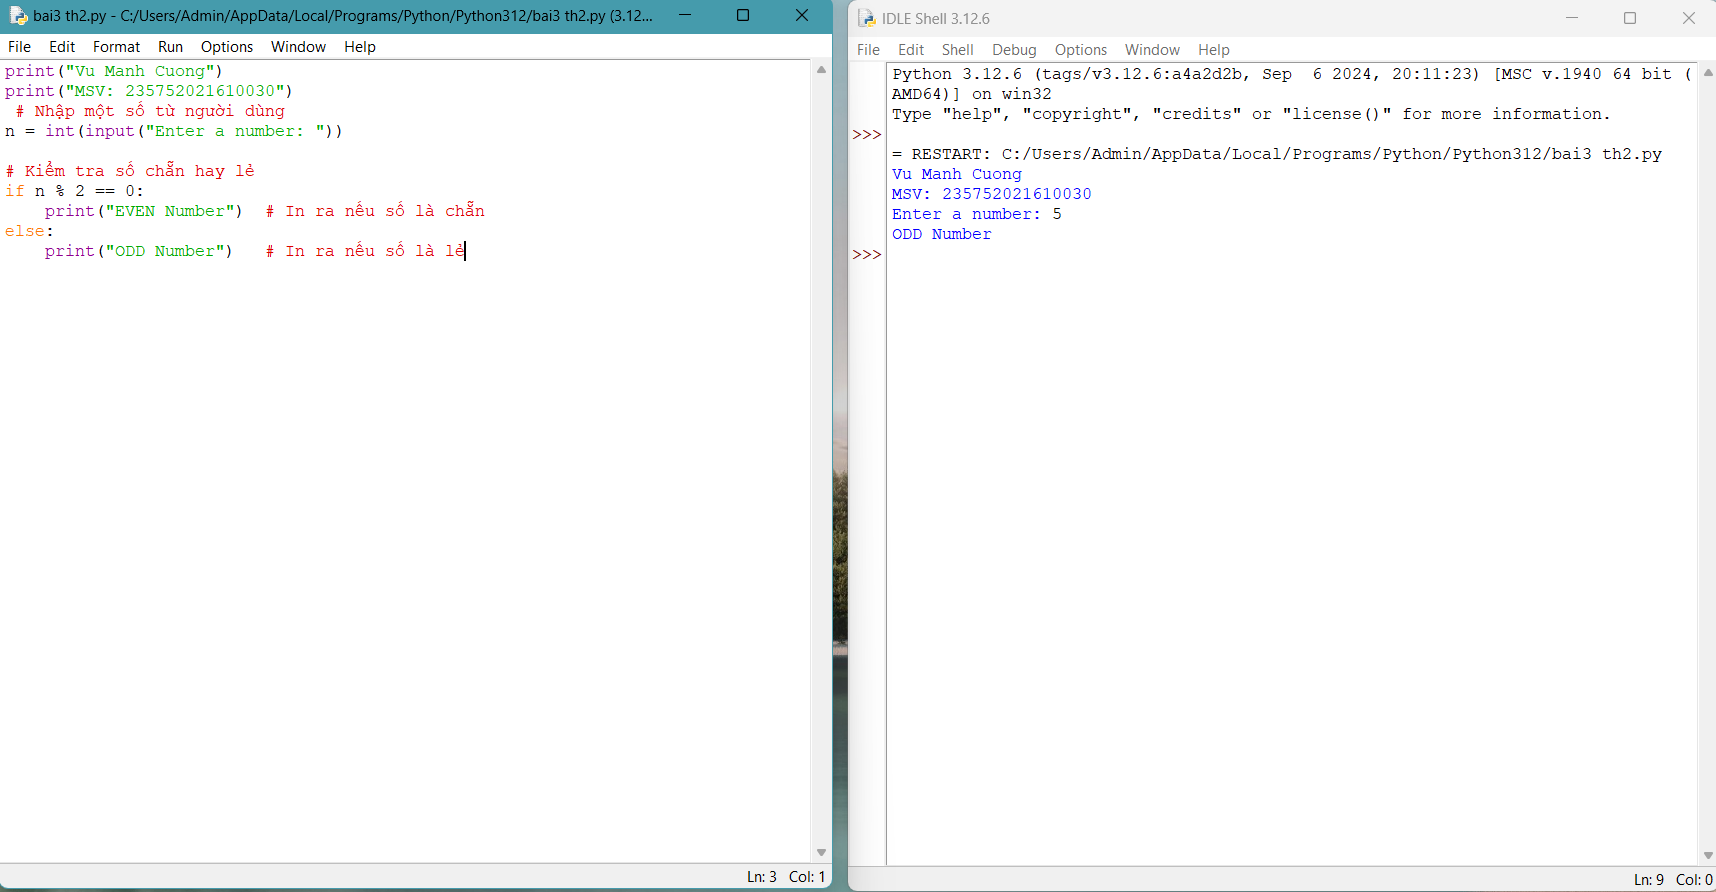 bai3 th2.py - C:/Users/Admin/AppData/Local/Programs/Python/Python312/bai3 th2.py (3.12...
File Edit Format Run Options Window Help
print("Vu Manh Cuong")
print("MSV: 235752021610030")
 # Nhập một số từ người dùng
n = int(input("Enter a number: "))

# Kiểm tra số chẵn hay lẻ
if n % 2 == 0:
    print("EVEN Number")  # In ra nếu số là chẵn
else:
    print("ODD Number")   # In ra nếu số là lẻ
Ln: 3 Col: 1
IDLE Shell 3.12.6
File Edit Shell Debug Options Window Help
Python 3.12.6 (tags/v3.12.6:a4a2d2b, Sep  6 2024, 20:11:23) [MSC v.1940 64 bit (
AMD64)] on win32
Type "help", "copyright", "credits" or "license()" for more information.
>>>
= RESTART: C:/Users/Admin/AppData/Local/Programs/Python/Python312/bai3 th2.py
Vu Manh Cuong
MSV: 235752021610030
Enter a number: 5
ODD Number
>>>
Ln: 9 Col: 0